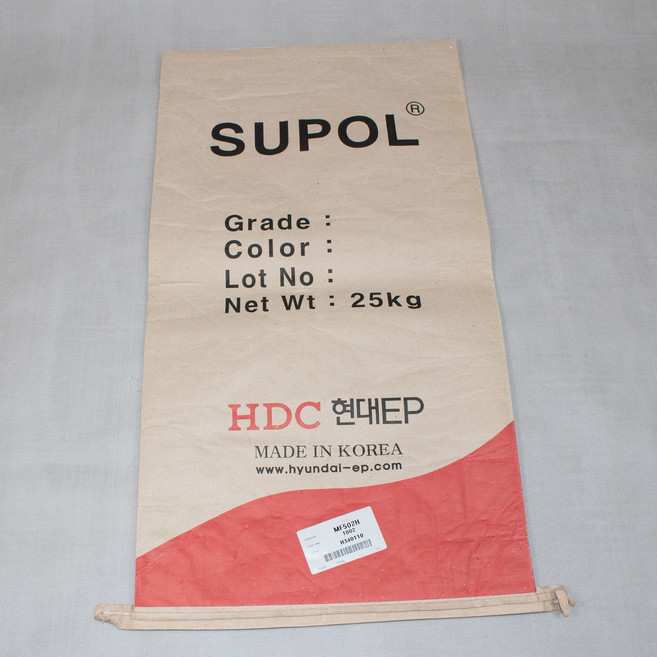 SUPOL®
Grade :
Color :
Lot No :
Net Wt : 25kg
HDC 현대EP
MADE IN KOREA
www.hyundai-ep.com
MF502H
1002
H3A0110